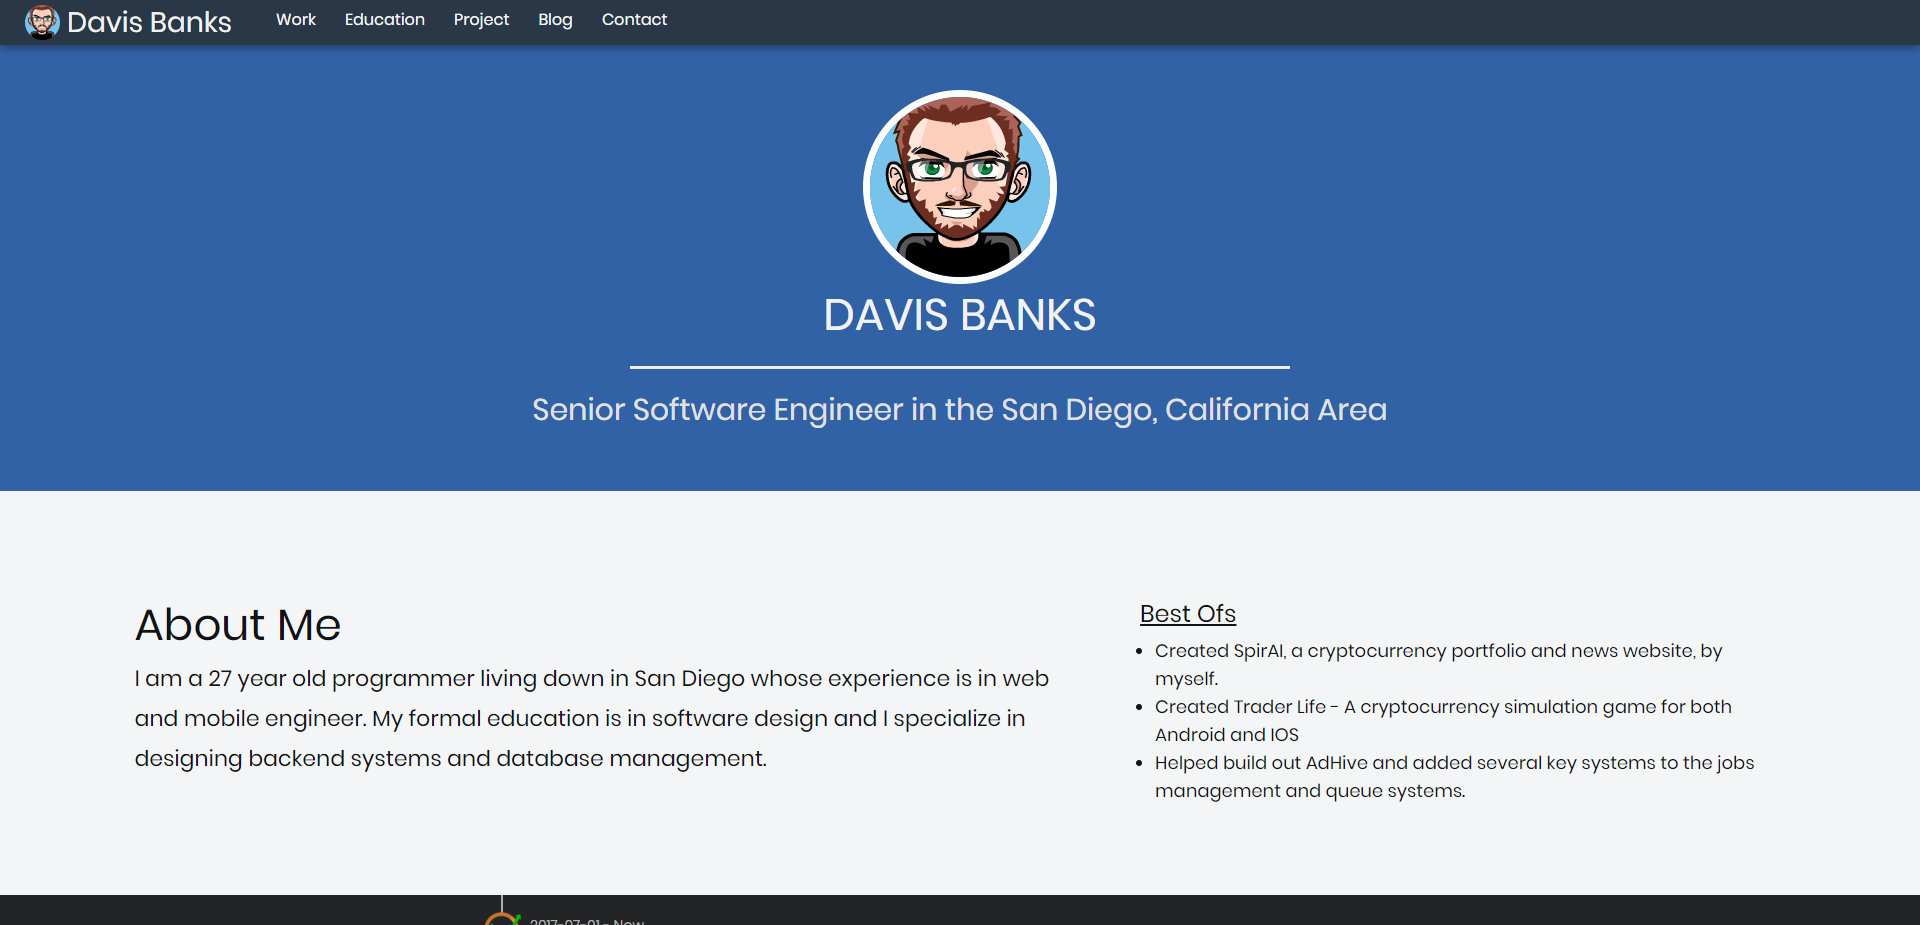 Davis Banks Work Education Project Blog Contact
DAVIS BANKS
Senior Software Engineer in the San Diego, California Area
About Me
I am a 27 year old programmer living down in San Diego whose experience is in web
and mobile engineer. My formal education is in software design and I specialize in
designing backend systems and database management.
Best Ofs
Created SpirAI, a cryptocurrency portfolio and news website, by
myself.
Created Trader Life - A cryptocurrency simulation game for both
Android and IOS
Helped build out AdHive and added several key systems to the jobs
management and queue systems.
2017-07-01 - Now